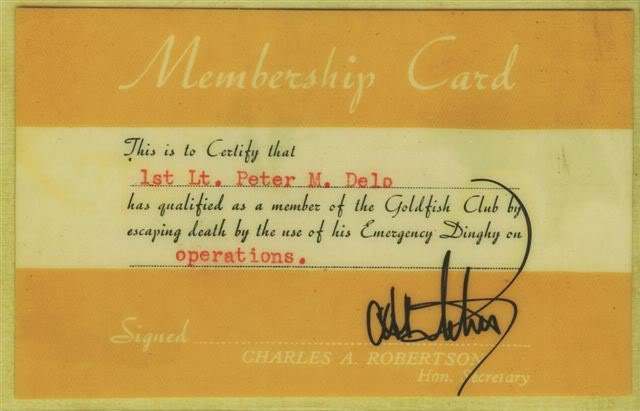 Membership Card
This is to Certify that
1st Lt. Peter M. Delo
has qualified as a member of the Goldfish Club by
escaping death by the use of his Emergency Dinghy on
operations.
Signed
CHARLES A. ROBERTSON
Hon. Secretary